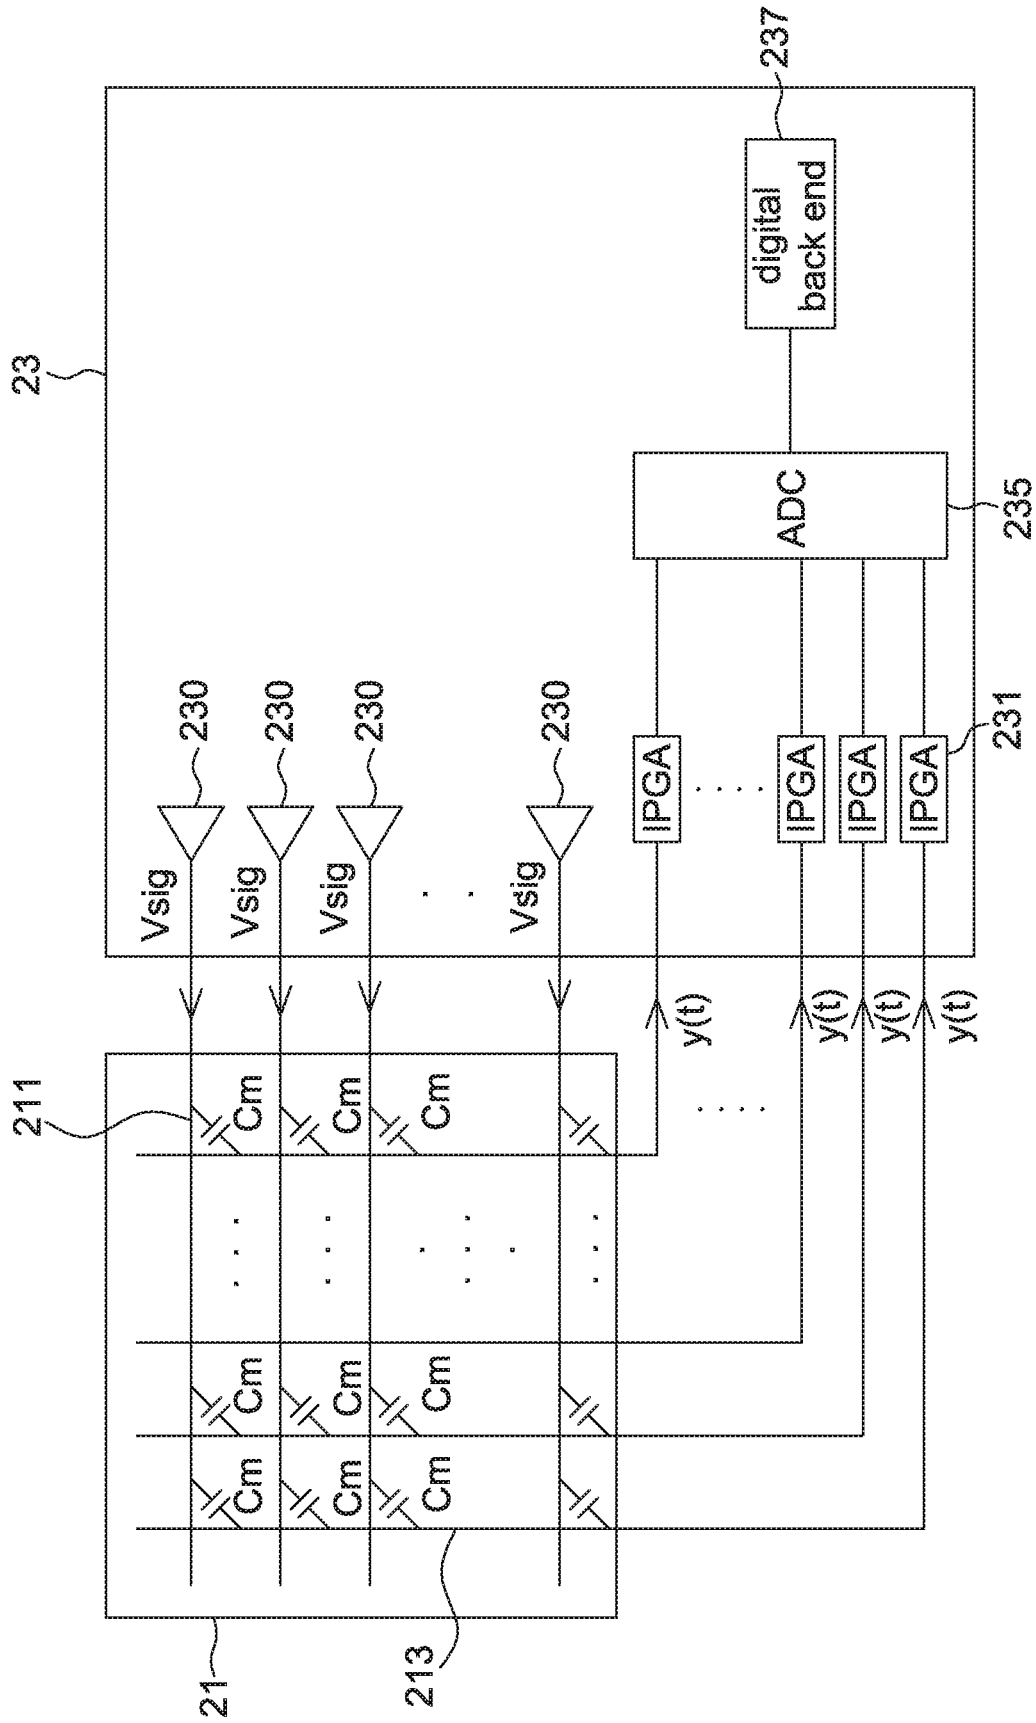 211
23
Vsig
230
21
Cm Cm Cm
Vsig
230
Cm Cm Cm
Vsig
230
213
Cm Cm Cm
Vsig
230
IPGA
y(t)
237
digital
back end
ADC
IPGA
y(t)
IPGA
y(t)
IPGA
y(t)
231
235